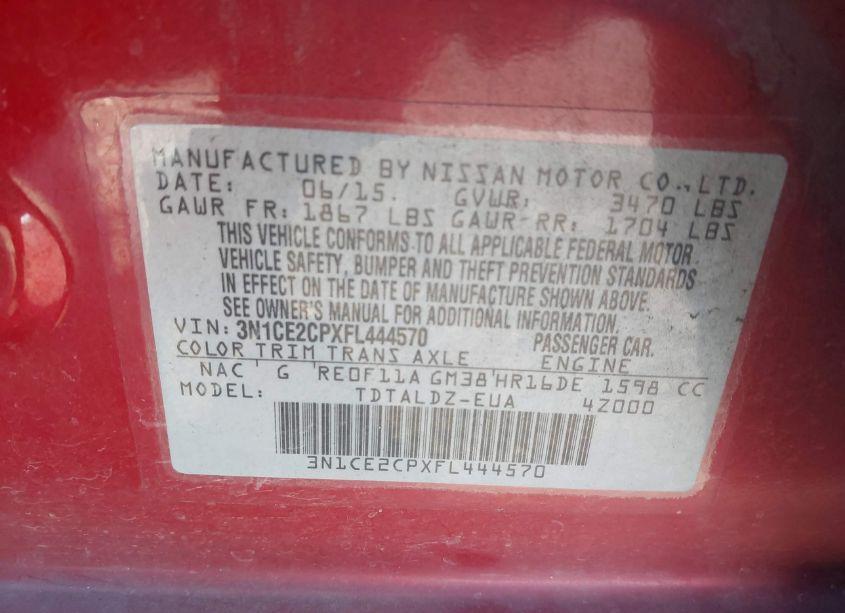 MANUFACTURED BY NISSAN MOTOR CO.,LTD.
DATE: 06/15. GVWR: 3470 LBS
GAWR FR: 1867 LBS GAWR-RR: 1704 LBS
THIS VEHICLE CONFORMS TO ALL APPLICABLE FEDERAL MOTOR
VEHICLE SAFETY, BUMPER AND THEFT PREVENTION STANDARDS
IN EFFECT ON THE DATE OF MANUFACTURE SHOWN ABOVE.
SEE OWNER'S MANUAL FOR ADDITIONAL INFORMATION.
VIN: 3N1CE2CPXFL444570 PASSENGER CAR.
COLOR TRIM TRANS AXLE ENGINE
NAC' G 'RE0F11A GM38'HR16DE 1598 CC
MODEL: TDTALDZ-EUA 4Z000
3N1CE2CPXFL444570